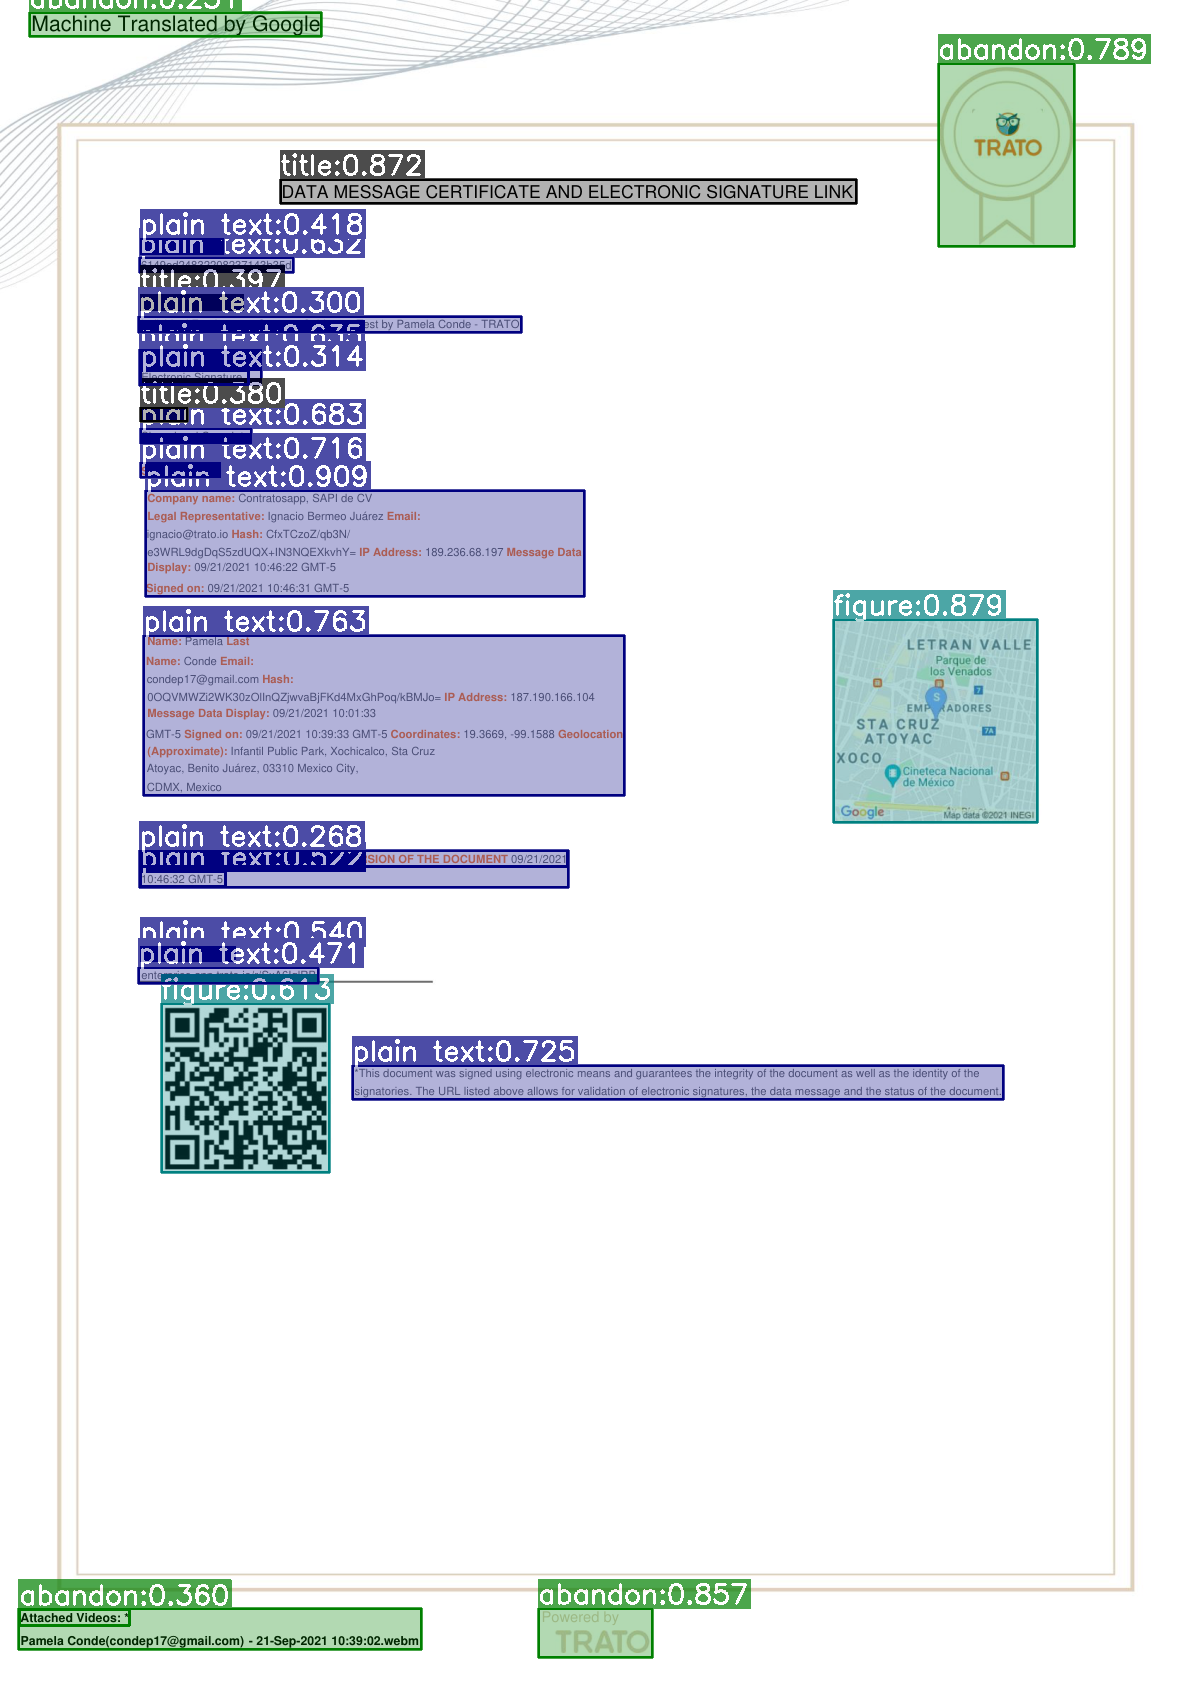 abandon:0.251
Machine Translated by Google
abandon:0.789
TRATO
title:0.872
DATA MESSAGE CERTIFICATE AND ELECTRONIC SIGNATURE LINK
plain text:0.418
plain text:0.632
title:0.397
plain text:0.300
est by Pamela Conde - TRATO
plain text:0.635
plain text:0.314
Electronic Signature
title:0.380
plain text:0.683
plain text:0.716
plain text:0.909
Company name: Contratosapp, SAPI de CV
Legal Representative: Ignacio Bermeo Juárez Email:
ignacio@trato.io Hash: CfxTCzoZ/qb3N/
e3WRL9dgDqS5zdUQX+IN3NQEXkvhY= IP Address: 189.236.68.197 Message Data
Display: 09/21/2021 10:46:22 GMT-5
Signed on: 09/21/2021 10:46:31 GMT-5
plain text:0.763
Name: Pamela Last
Name: Conde Email:
condep17@gmail.com Hash:
0OQVMWZi2WK30zOlInQZjwvaBjFKd4MxGhPoq/kBMJo= IP Address: 187.190.166.104
Message Data Display: 09/21/2021 10:01:33
GMT-5 Signed on: 09/21/2021 10:39:33 GMT-5 Coordinates: 19.3669, -99.1588 Geolocation
(Approximate): Infantil Public Park, Xochicalco, Sta Cruz
Atoyac, Benito Juárez, 03310 Mexico City,
CDMX, Mexico
figure:0.879
LETRAN VALLE
Parque de
los Venados
7
S
EMPERADORES
STA CRUZ
ATOYAC
7A
XOCO
Cineteca Nacional
de México
Google
Map data ©2021 INEGI
plain text:0.268
plain text:0.522
SION OF THE DOCUMENT 09/21/2021
10:46:32 GMT-5
plain text:0.540
plain text:0.471
figure:0.613
plain text:0.725
*This document was signed using electronic means and guarantees the integrity of the document as well as the identity of the
signatories. The URL listed above allows for validation of electronic signatures, the data message and the status of the document.
abandon:0.360
Attached Videos: *
Pamela Conde(condep17@gmail.com) - 21-Sep-2021 10:39:02.webm
abandon:0.857
Powered by
TRATO